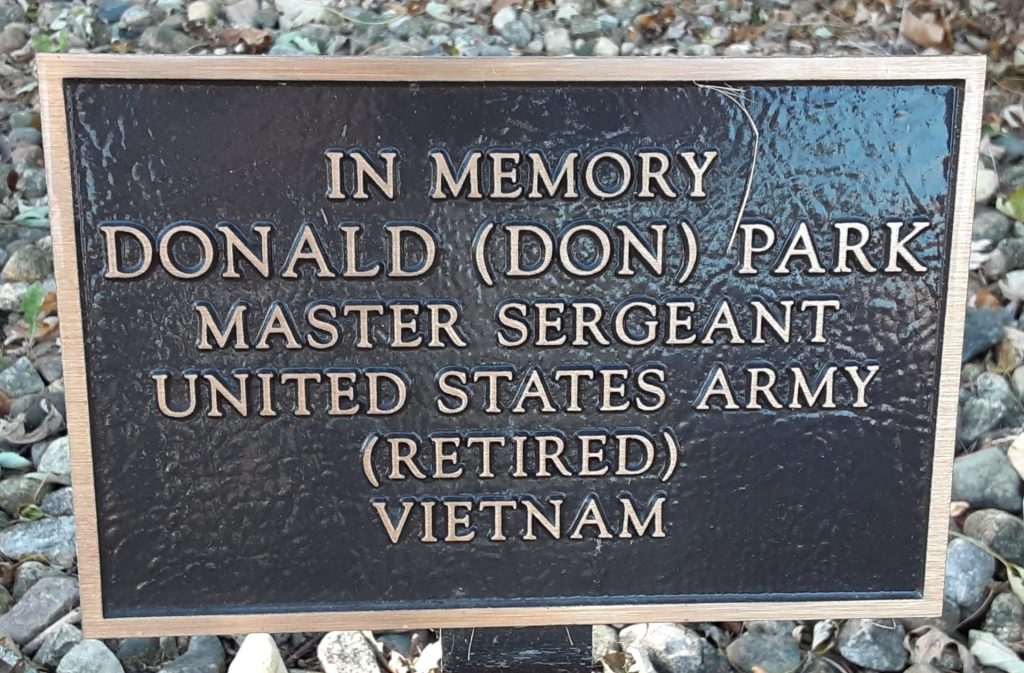 IN MEMORY
DONALD (DON) PARK
MASTER SERGEANT
UNITED STATES ARMY
(RETIRED)
VIETNAM